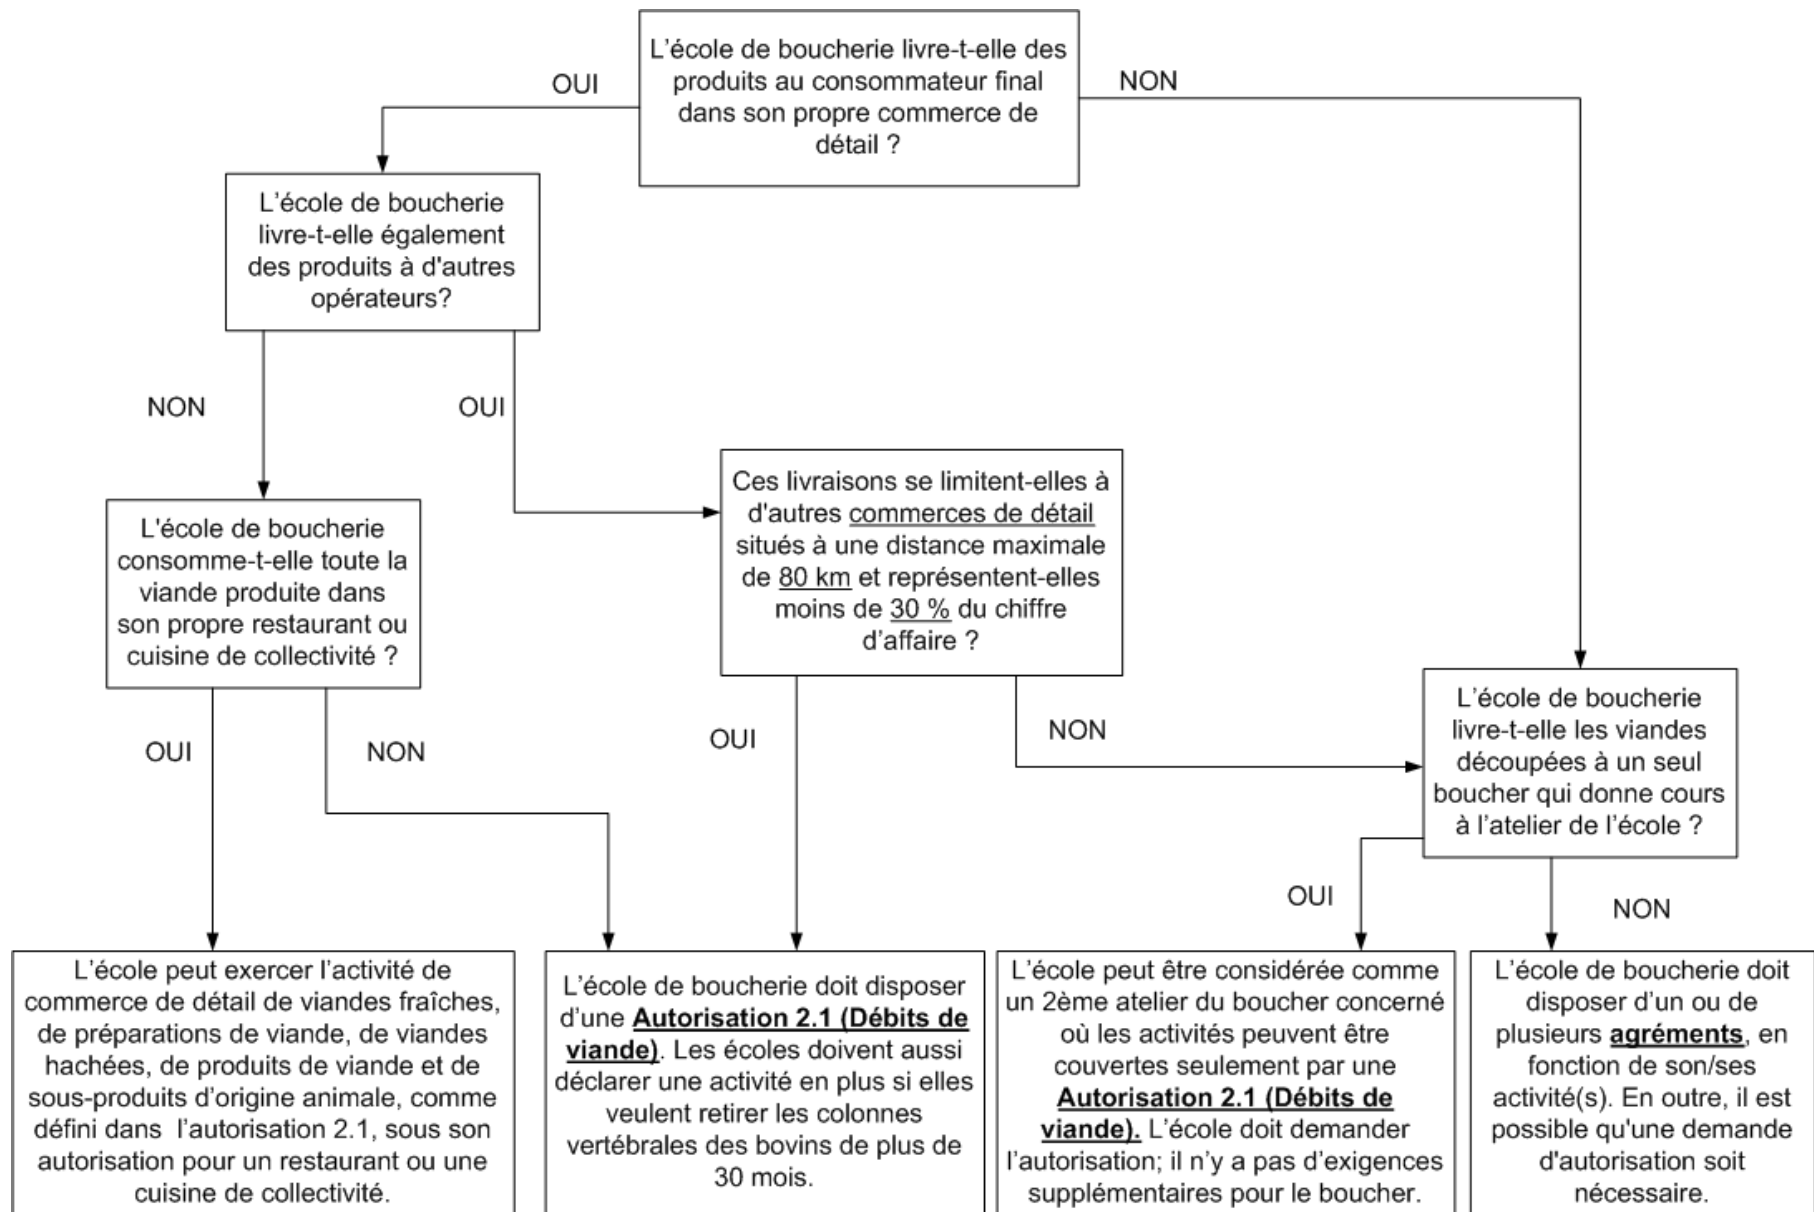 L'école de boucherie livre-t-elle des
produits au consommateur final
dans son propre commerce de
détail ?
OUI
NON
L'école de boucherie
livre-t-elle également
des produits à d'autres
opérateurs?
NON
OUI
L'école de boucherie
consomme-t-elle toute la
viande produite dans
son propre restaurant ou
cuisine de collectivité ?
Ces livraisons se limitent-elles à
d'autres commerces de détail
situés à une distance maximale
de 80 km et représentent-elles
moins de 30 % du chiffre
d'affaire ?
L'école de boucherie
livre-t-elle les viandes
découpées à un seul
boucher qui donne cours
à l'atelier de l'école ?
OUI
NON
OUI
NON
OUI
NON
L'école peut exercer l'activité de
commerce de détail de viandes fraîches,
de préparations de viande, de viandes
hachées, de produits de viande et de
sous-produits d'origine animale, comme
défini dans l'autorisation 2.1, sous son
autorisation pour un restaurant ou une
cuisine de collectivité.
L'école de boucherie doit disposer
d'une Autorisation 2.1 (Débits de
viande). Les écoles doivent aussi
déclarer une activité en plus si elles
veulent retirer les colonnes
vertébrales des bovins de plus de
30 mois.
L'école peut être considérée comme
un 2ème atelier du boucher concerné
où les activités peuvent être
couvertes seulement par une
Autorisation 2.1 (Débits de
viande). L'école doit demander
l'autorisation; il n'y a pas d'exigences
supplémentaires pour le boucher.
L'école de boucherie doit
disposer d'un ou de
plusieurs agréments, en
fonction de son/ses
activité(s). En outre, il est
possible qu'une demande
d'autorisation soit
nécessaire.